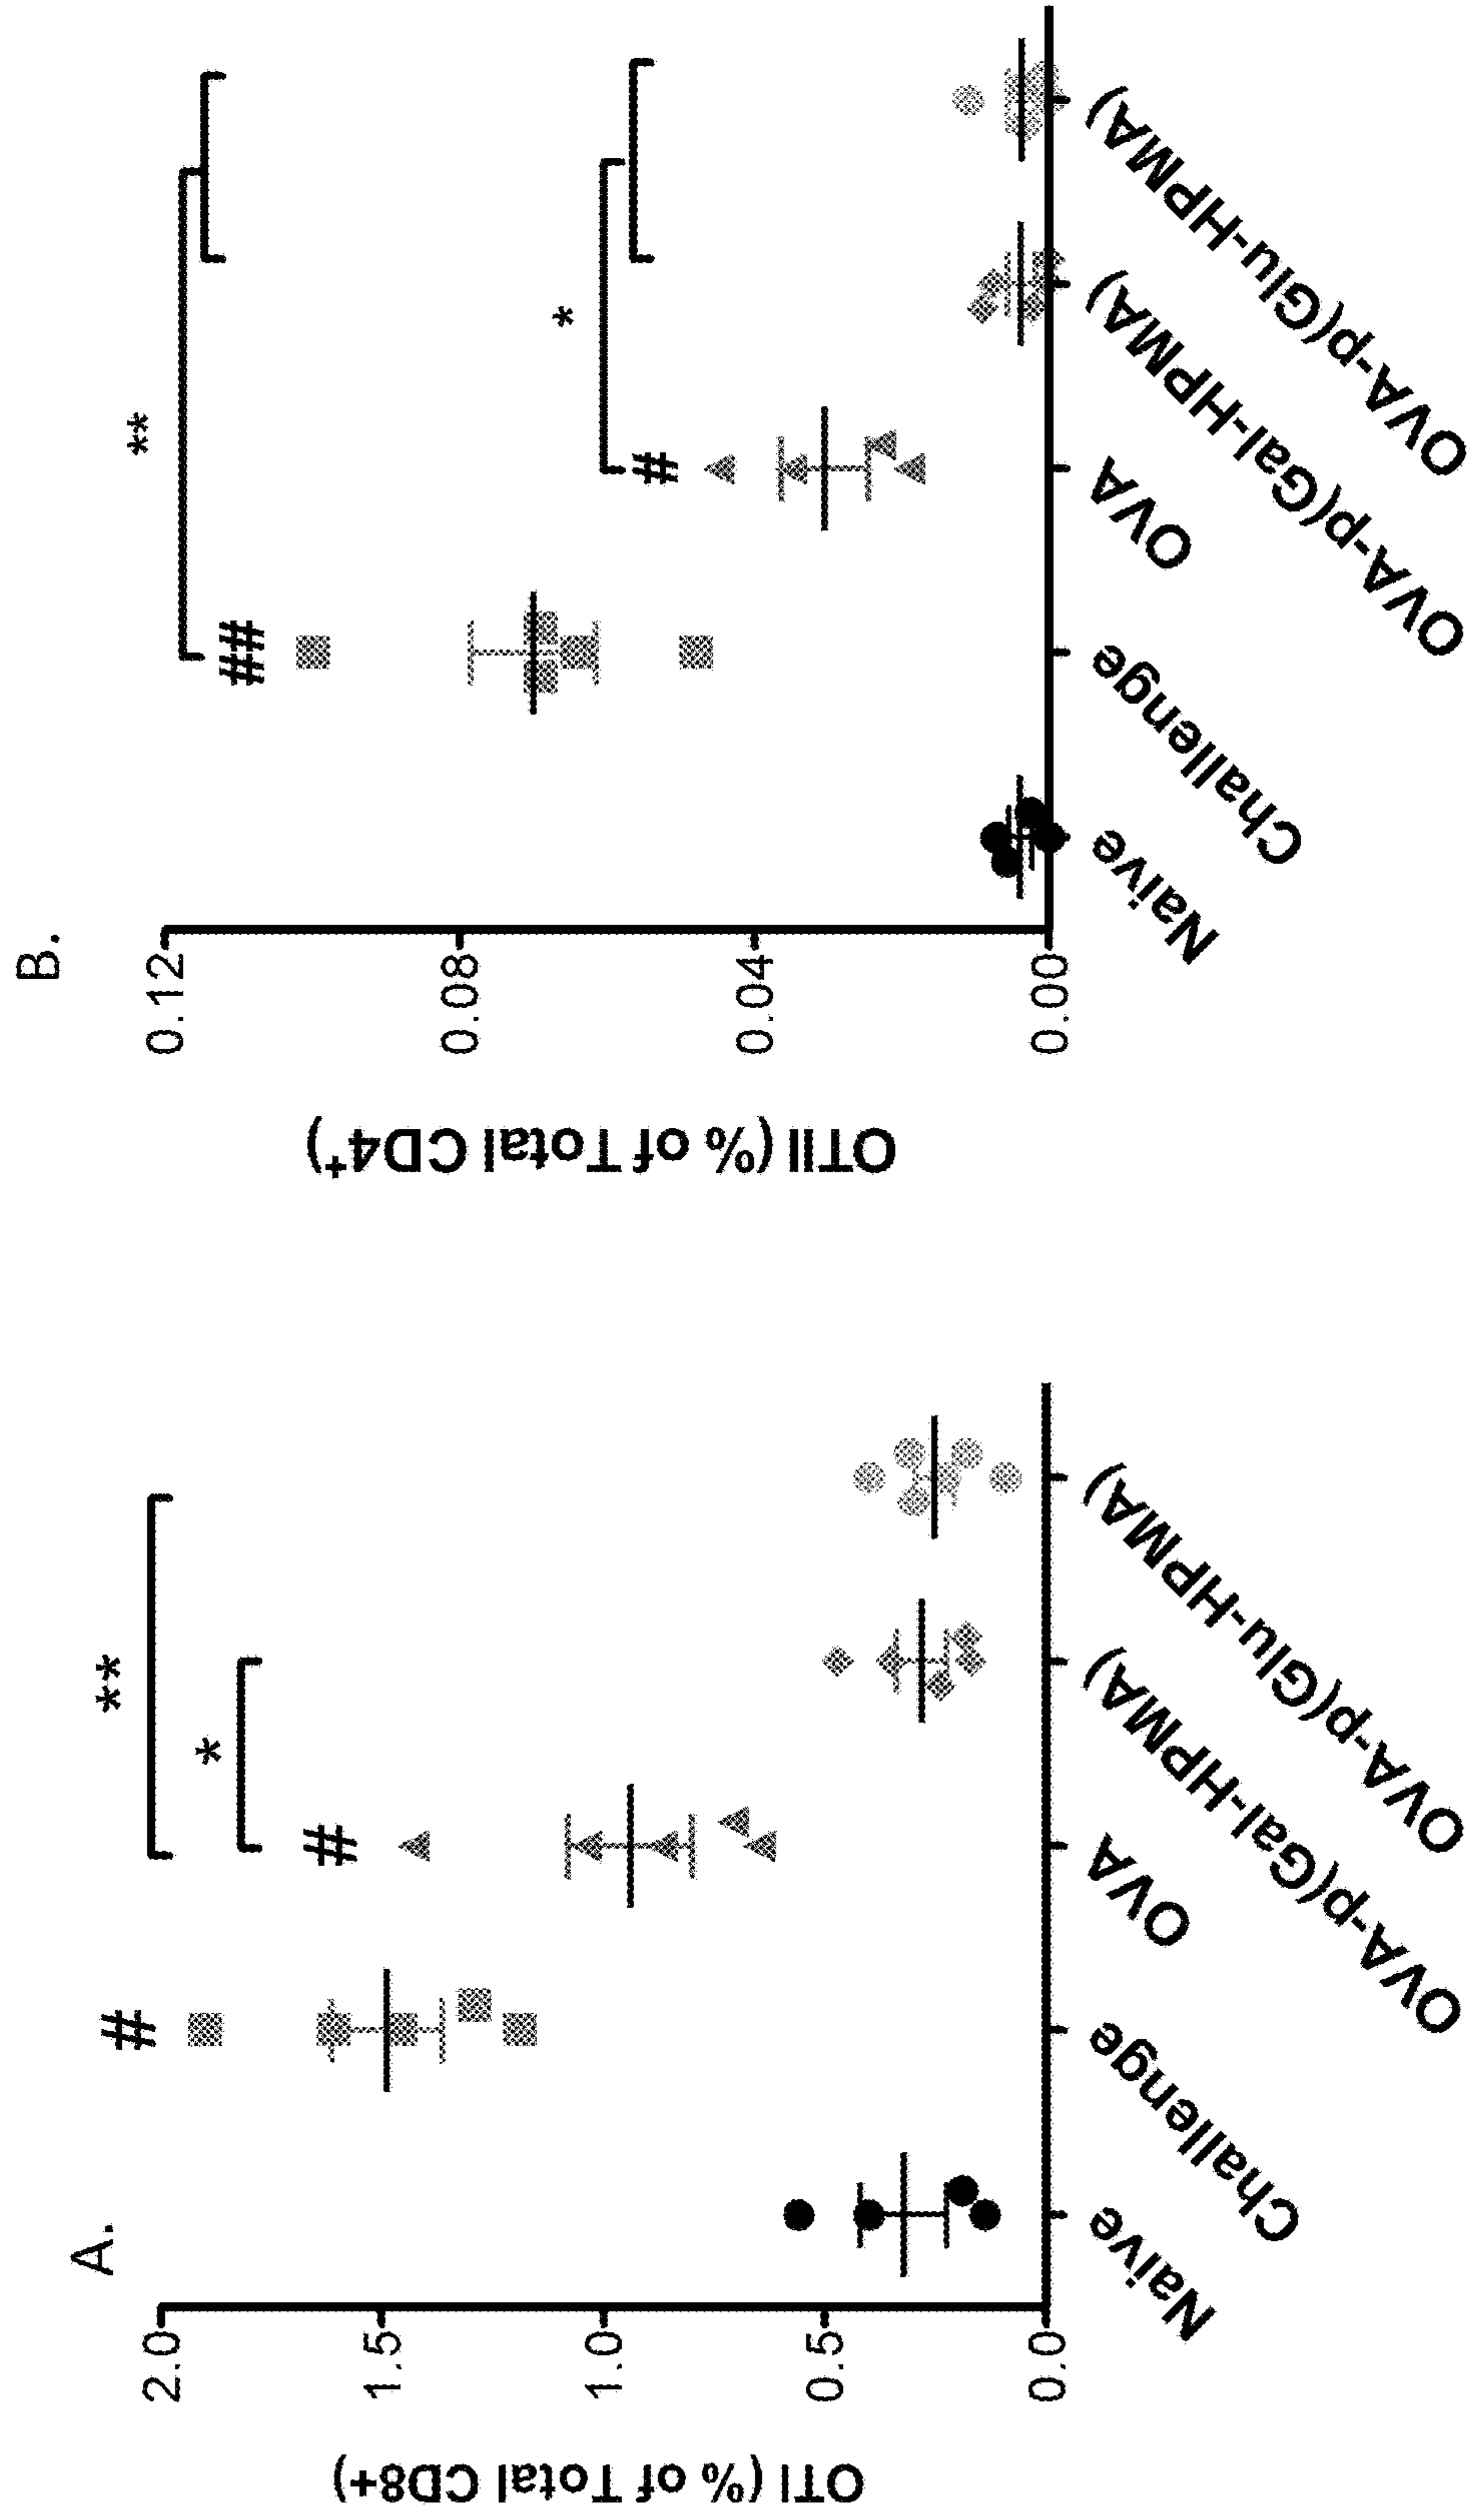 A.
OTI (% of Total CD8+)
2.0
1.5
1.0
0.5
0.0
**
*
#
#
Naive
Challenge
OVA
OVA-p(Gal-HPMA)
OVA-p(Glu-HPMA)
B.
OTII (% of Total CD4+)
0.12
0.08
0.04
0.00
**
##
*
#
Naive
Challenge
OVA
OVA-p(Gal-HPMA)
OVA-p(Glu-HPMA)